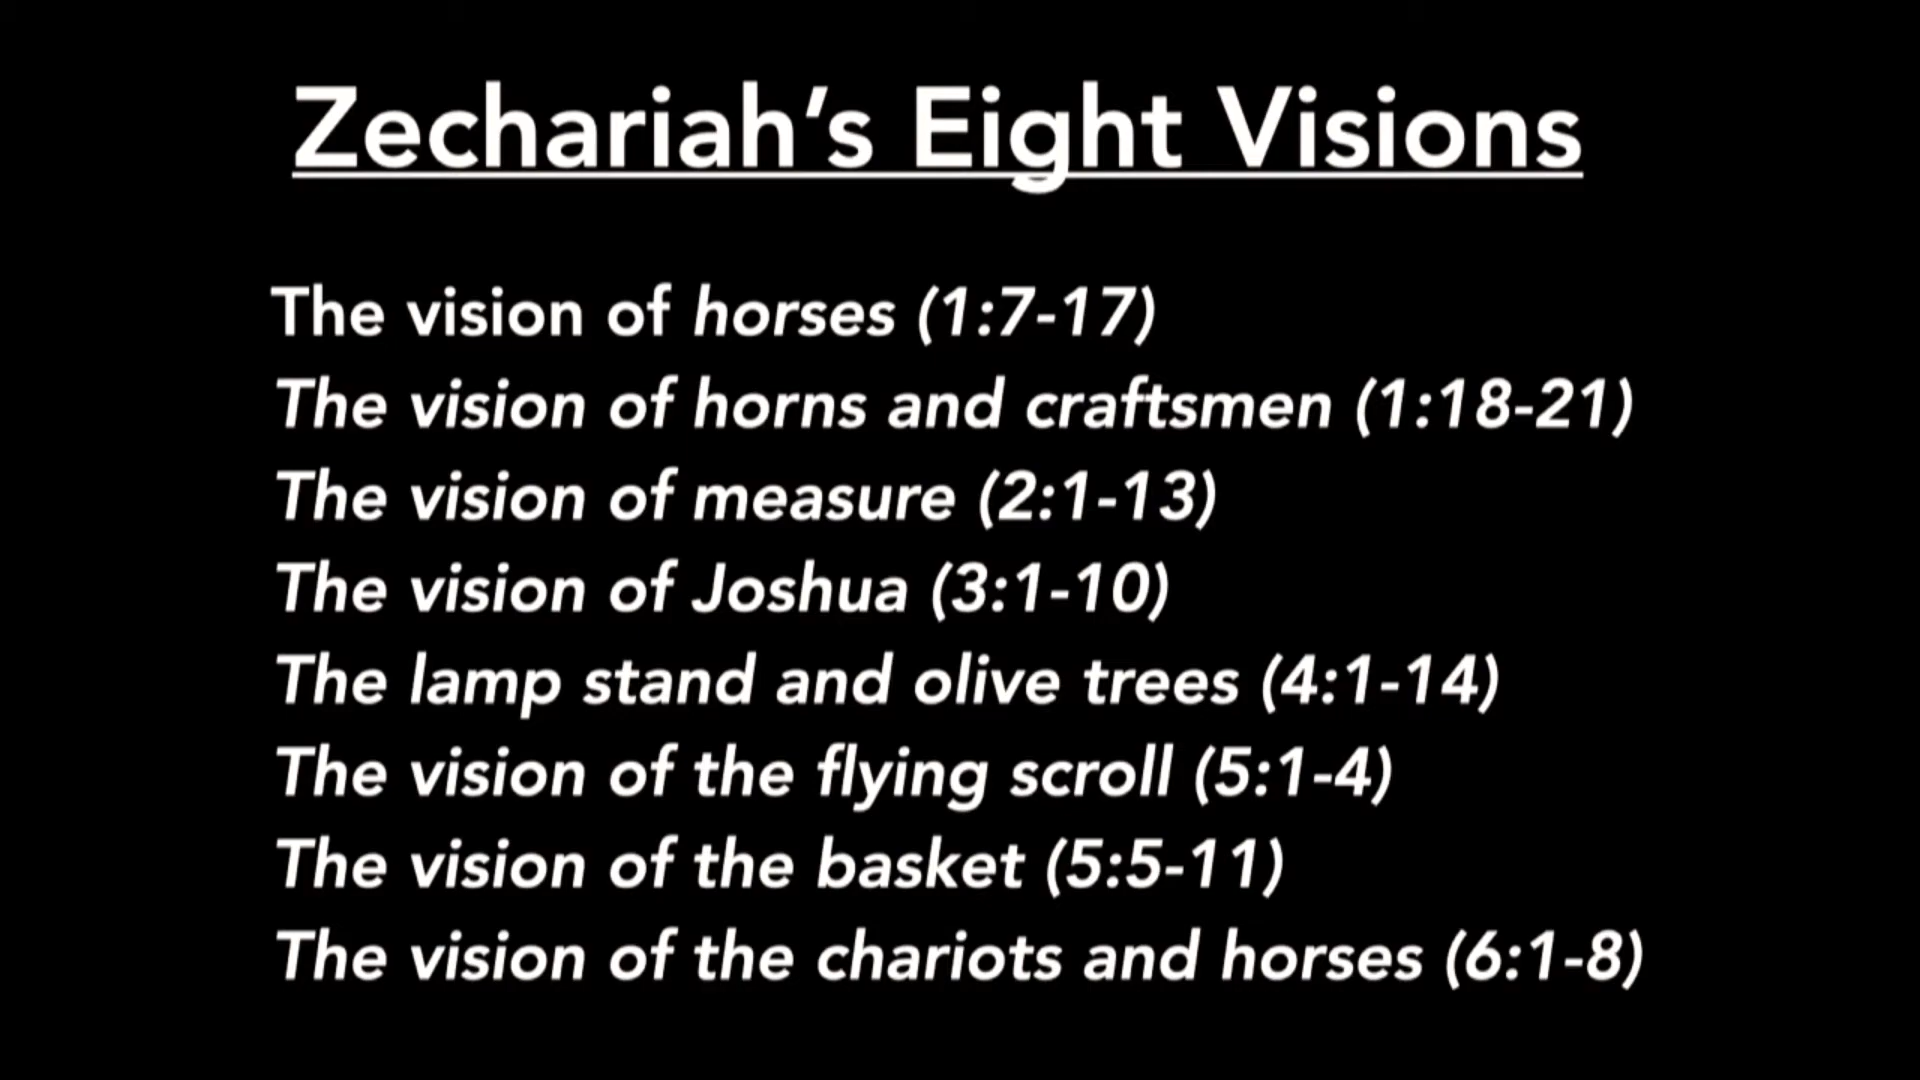 Zechariah’s Eight Visions
The vision of horses (1:7-17)
The vision of horns and craftsmen (1:18-21)
The vision of measure (2:1-13)
The vision of Joshua (3:1-10)
The lamp stand and olive trees (4:1-14)
The vision of the flying scroll (5:1-4)
The vision of the basket (5:5-11)
The vision of the chariots and horses (6:1-8)